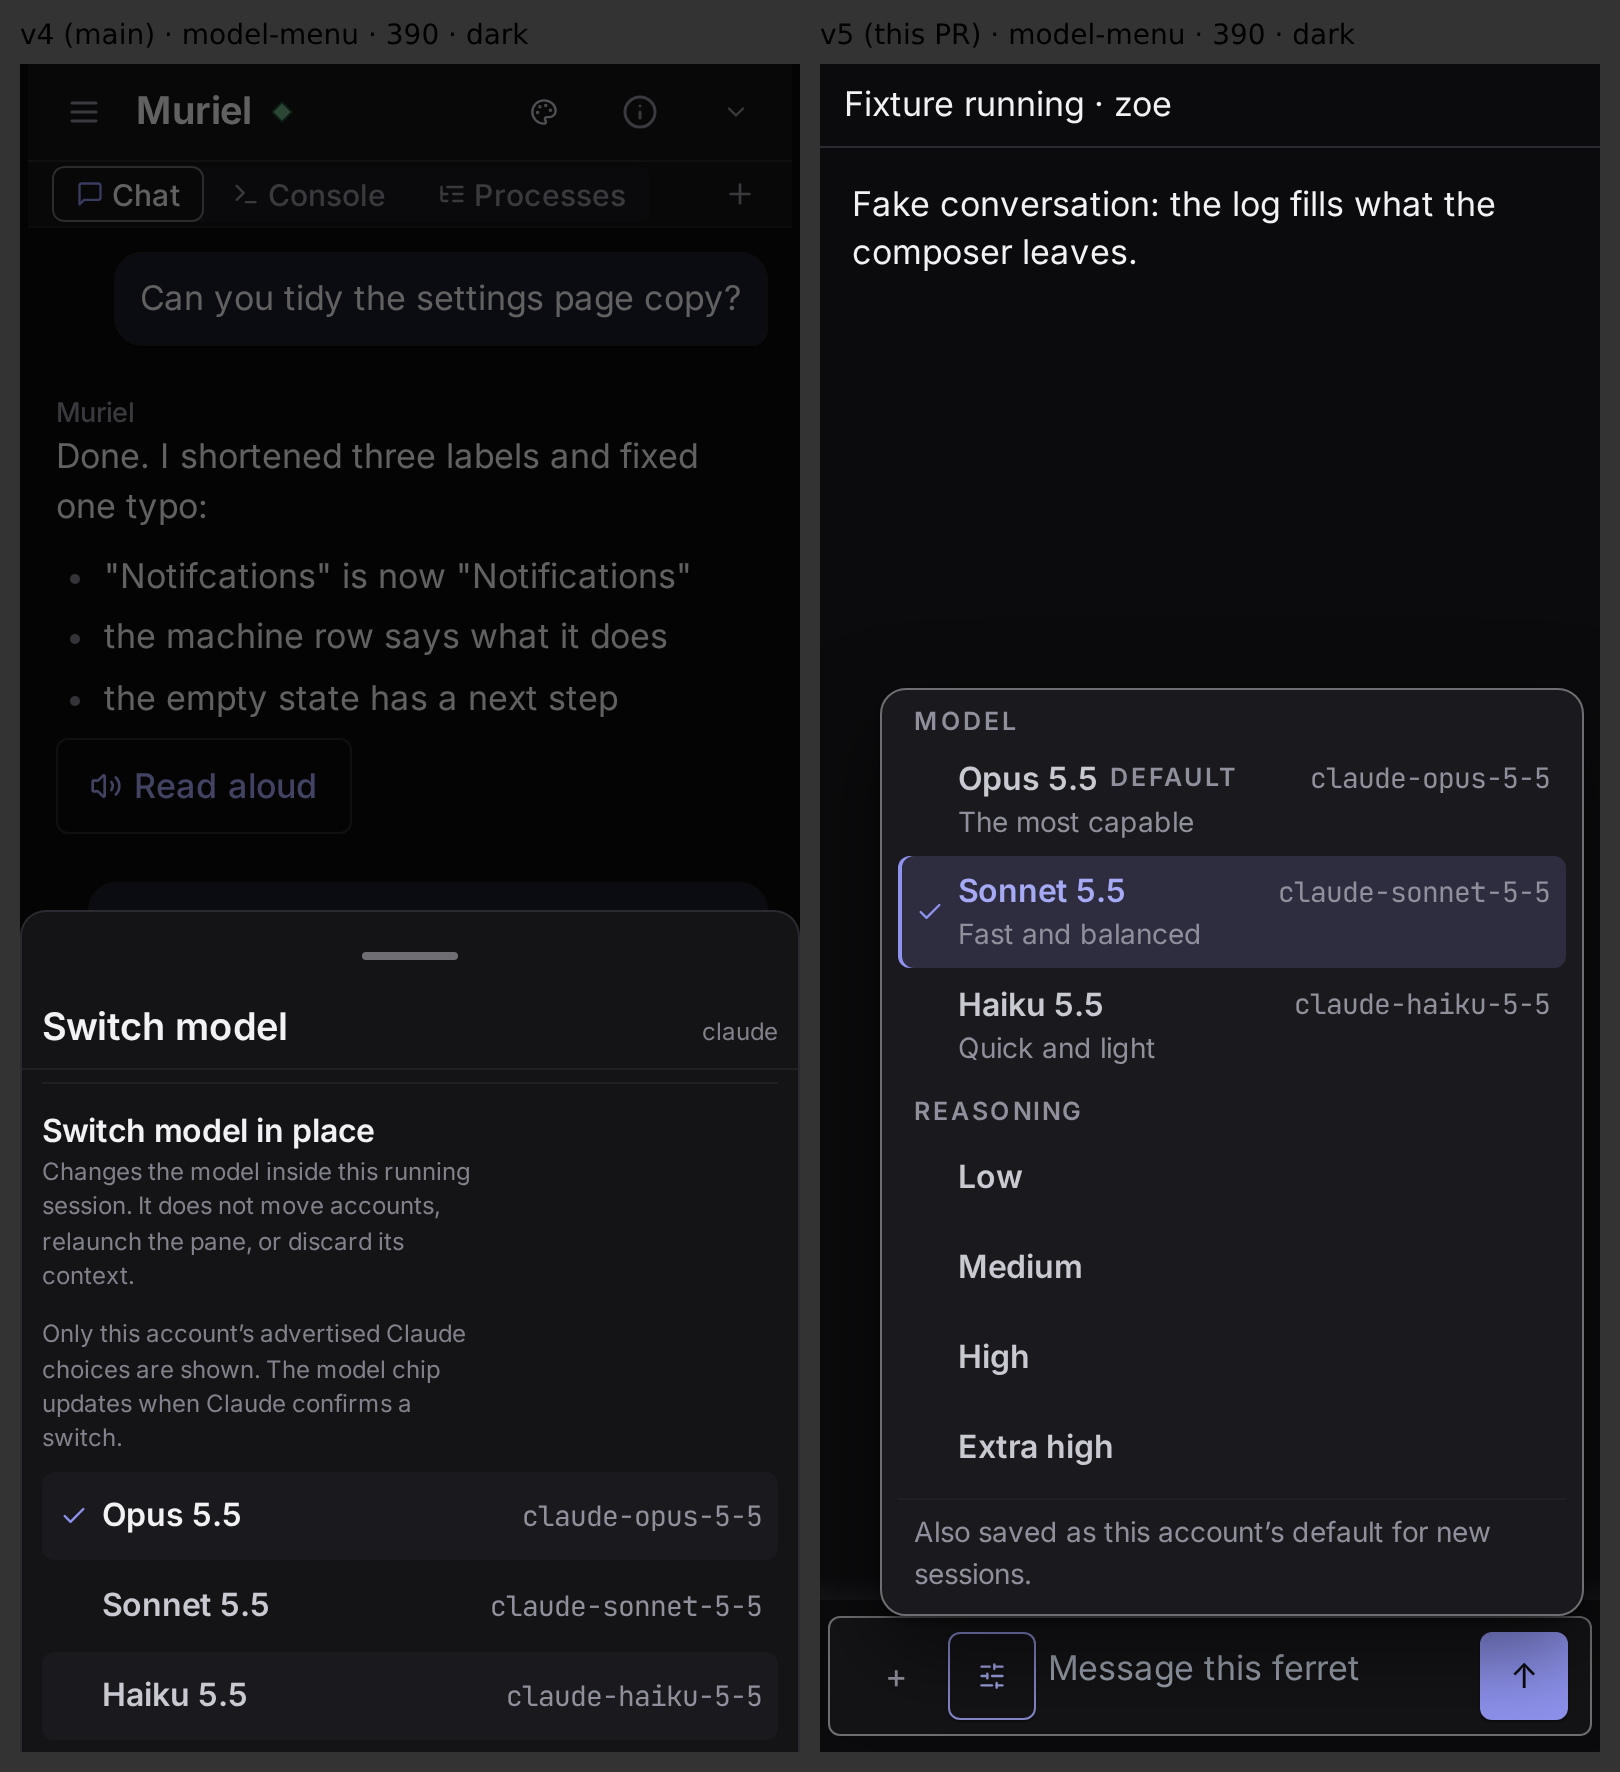 v4 (main) · model-menu · 390 · dark
Muriel
Chat
Console
Processes
Can you tidy the settings page copy?
Muriel
Done. I shortened three labels and fixed
one typo:
• "Notifcations" is now "Notifications"
• the machine row says what it does
• the empty state has a next step
Read aloud
Switch model
claude
Switch model in place
Changes the model inside this running
session. It does not move accounts,
relaunch the pane, or discard its
context.
Only this account’s advertised Claude
choices are shown. The model chip
updates when Claude confirms a
switch.
Opus 5.5 claude-opus-5-5
Sonnet 5.5 claude-sonnet-5-5
Haiku 5.5 claude-haiku-5-5
v5 (this PR) · model-menu · 390 · dark
Fixture running · zoe
Fake conversation: the log fills what the
composer leaves.
MODEL
Opus 5.5 DEFAULT claude-opus-5-5
The most capable
Sonnet 5.5 claude-sonnet-5-5
Fast and balanced
Haiku 5.5 claude-haiku-5-5
Quick and light
REASONING
Low
Medium
High
Extra high
Also saved as this account’s default for new
sessions.
Message this ferret